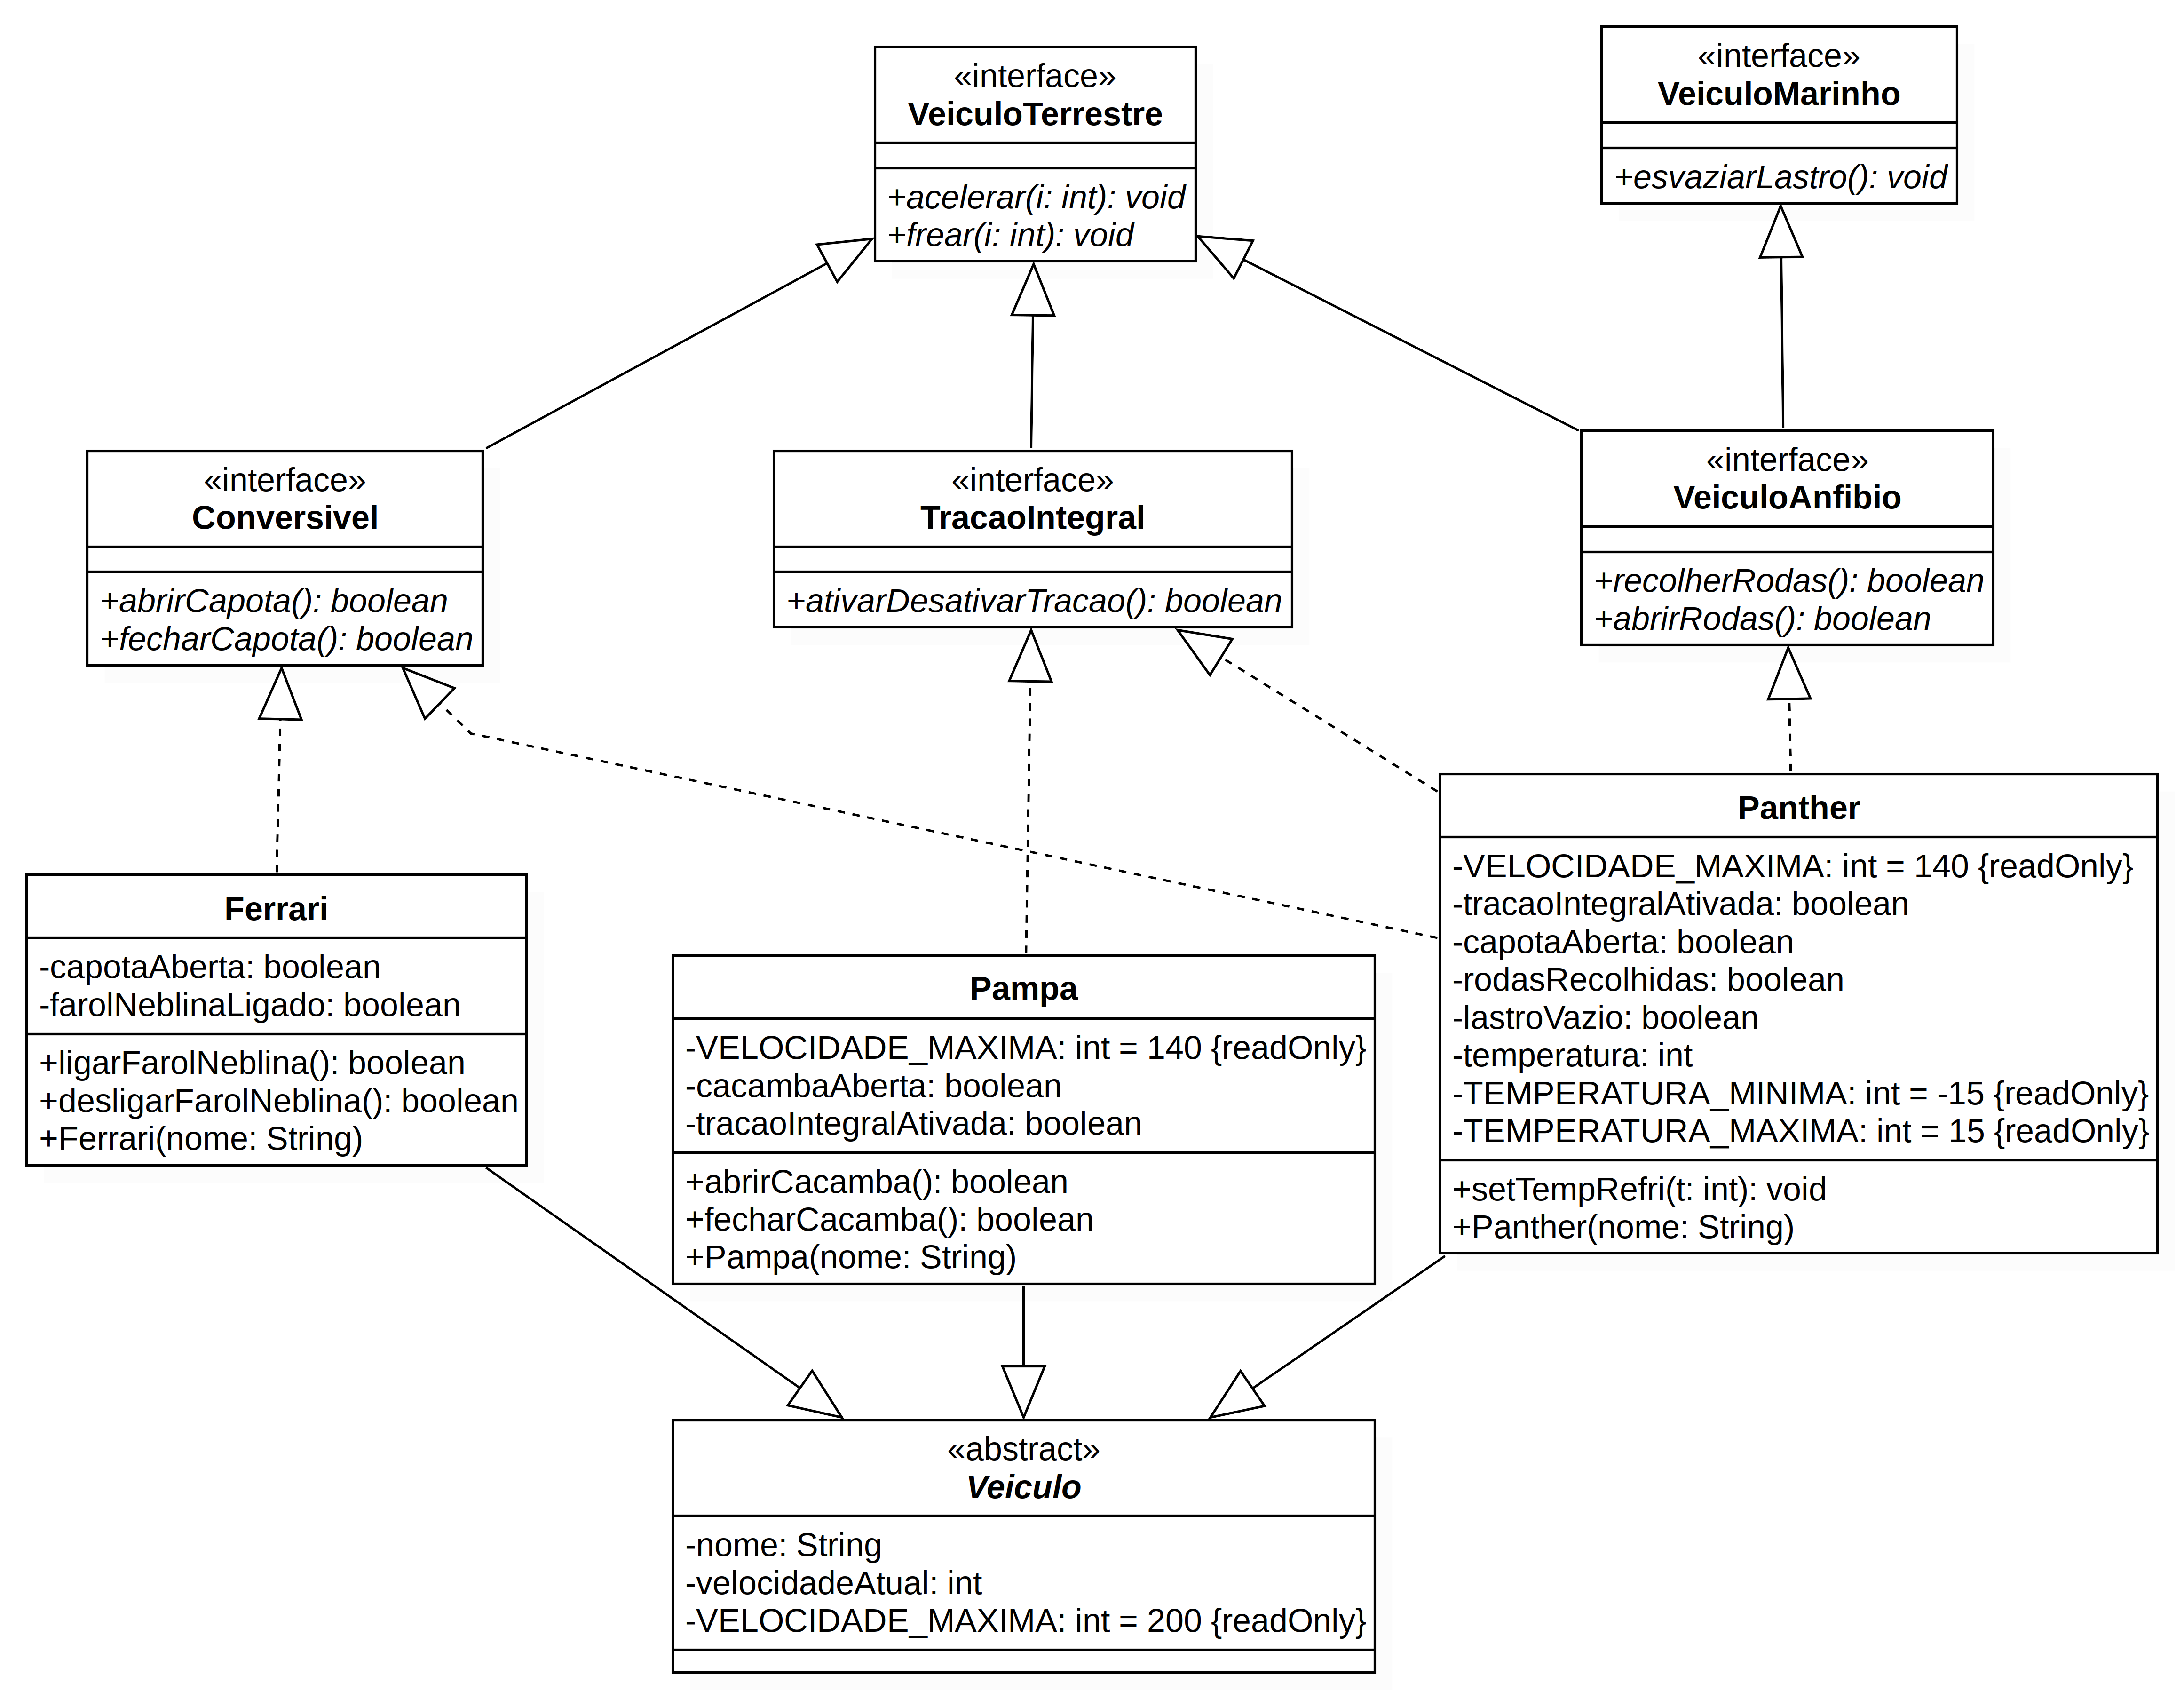 «interface»
VeiculoTerrestre
+acelerar(i: int): void
+frear(i: int): void
«interface»
VeiculoMarinho
+esvaziarLastro(): void
«interface»
Conversivel
+abrirCapota(): boolean
+fecharCapota(): boolean
«interface»
TracaoIntegral
+ativarDesativarTracao(): boolean
«interface»
VeiculoAnfibio
+recolherRodas(): boolean
+abrirRodas(): boolean
Ferrari
-capotaAberta: boolean
-farolNeblinaLigado: boolean
+ligarFarolNeblina(): boolean
+desligarFarolNeblina(): boolean
+Ferrari(nome: String)
Pampa
-VELOCIDADE_MAXIMA: int = 140 {readOnly}
-cacambaAberta: boolean
-tracaoIntegralAtivada: boolean
+abrirCacamba(): boolean
+fecharCacamba(): boolean
+Pampa(nome: String)
Panther
-VELOCIDADE_MAXIMA: int = 140 {readOnly}
-tracaoIntegralAtivada: boolean
-capotaAberta: boolean
-rodasRecolhidas: boolean
-lastroVazio: boolean
-temperatura: int
-TEMPERATURA_MINIMA: int = -15 {readOnly}
-TEMPERATURA_MAXIMA: int = 15 {readOnly}
+setTempRefri(t: int): void
+Panther(nome: String)
«abstract»
Veiculo
-nome: String
-velocidadeAtual: int
-VELOCIDADE_MAXIMA: int = 200 {readOnly}